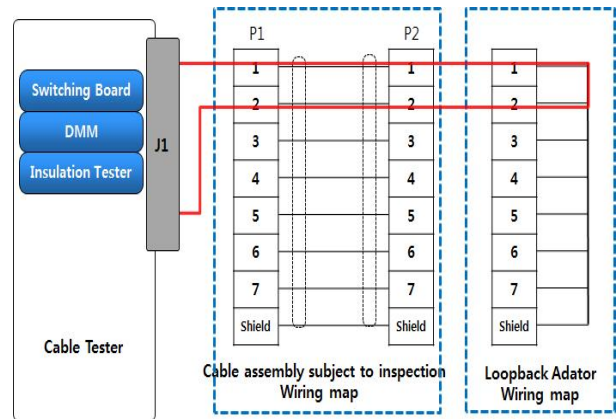 Switching Board
DMM
Insulation Tester
J1
Cable Tester
P1
P2
1
2
3
4
5
6
7
Shield
1
2
3
4
5
6
7
Shield
Cable assembly subject to inspection
Wiring map
1
2
3
4
5
6
7
Shield
Loopback Adator
Wiring map